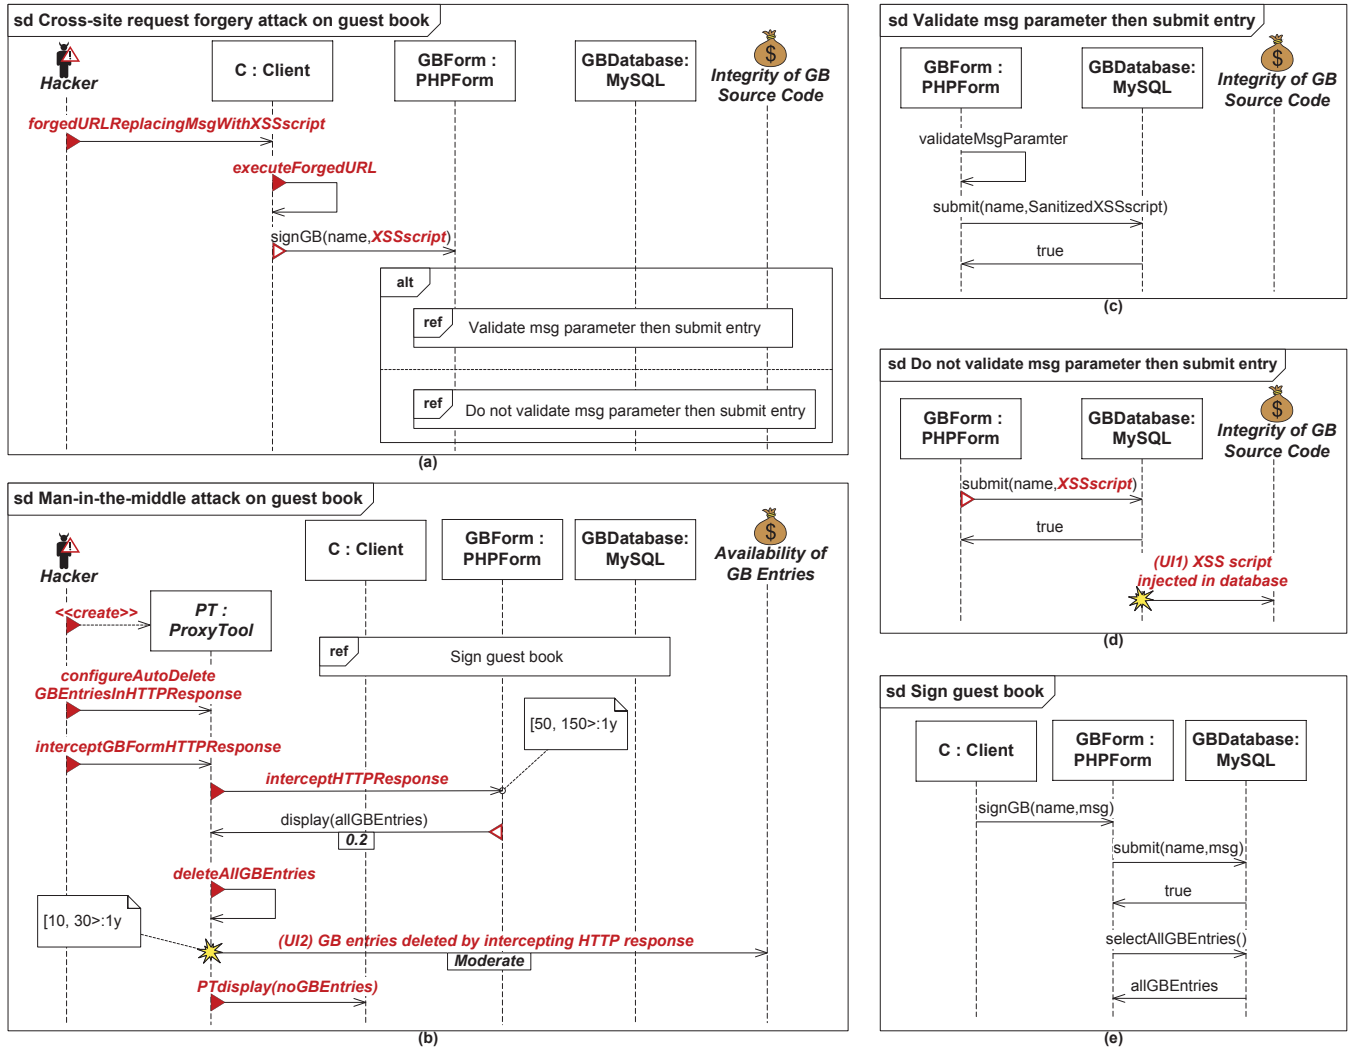 sd Cross-site request forgery attack on guest book
Hacker
C : Client
GBForm :
PHPForm
GBDatabase:
MySQL
$
Integrity of GB
Source Code
forgedURLReplacingMsgWithXSSscript
executeForgedURL
signGB(name,XSSscript)
alt
ref
Validate msg parameter then submit entry
ref
Do not validate msg parameter then submit entry
(a)
sd Man-in-the-middle attack on guest book
Hacker
C : Client
GBForm :
PHPForm
GBDatabase:
MySQL
$
Availability of
GB Entries
<<create>>
PT :
ProxyTool
ref
Sign guest book
configureAutoDelete
GBEntriesInHTTPResponse
[50, 150>:1y
interceptGBFormHTTPResponse
interceptHTTPResponse
display(allGBEntries)
0.2
deleteAllGBEntries
[10, 30>:1y
(UI2) GB entries deleted by intercepting HTTP response
Moderate
PTdisplay(noGBEntries)
(b)
sd Validate msg parameter then submit entry
GBForm :
PHPForm
GBDatabase:
MySQL
$
Integrity of GB
Source Code
validateMsgParamter
submit(name,SanitizedXSSscript)
true
(c)
sd Do not validate msg parameter then submit entry
GBForm :
PHPForm
GBDatabase:
MySQL
$
Integrity of GB
Source Code
submit(name,XSSscript)
true
(UI1) XSS script
injected in database
(d)
sd Sign guest book
C : Client
GBForm :
PHPForm
GBDatabase:
MySQL
signGB(name,msg)
submit(name,msg)
true
selectAllGBEntries()
allGBEntries
(e)